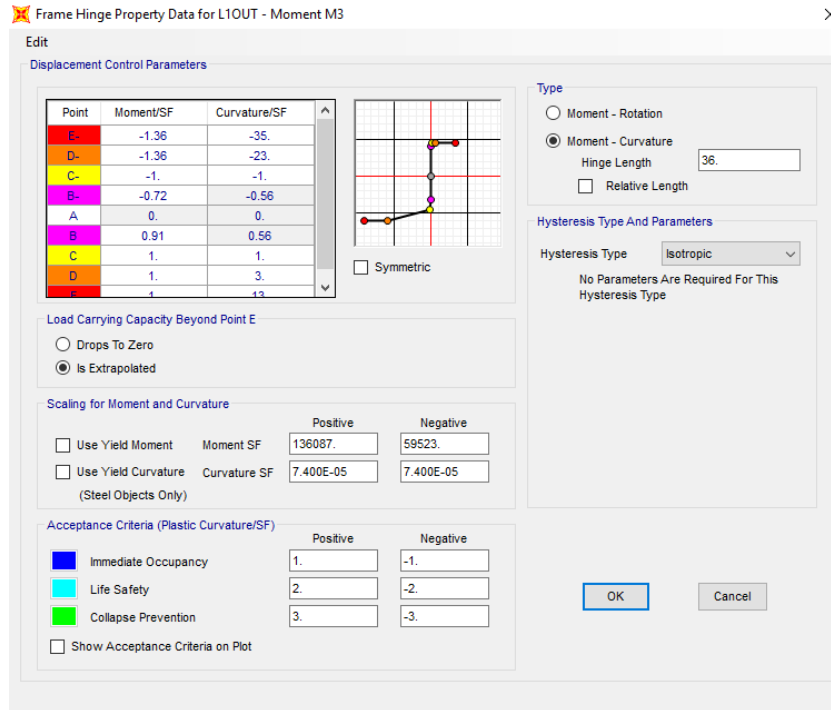 Frame Hinge Property Data for L1OUT - Moment M3
Edit
Displacement Control Parameters
Point Moment/SF Curvature/SF
E- -1.36 -35.
D- -1.36 -23.
C- -1. -1.
B- -0.72 -0.56
A 0. 0.
B 0.91 0.56
C 1. 1.
D 1. 3.
E 1. 13.
Symmetric
Load Carrying Capacity Beyond Point E
Drops To Zero
Is Extrapolated
Scaling for Moment and Curvature
Positive Negative
Use Yield Moment Moment SF 136087. 59523.
Use Yield Curvature Curvature SF 7.400E-05 7.400E-05
(Steel Objects Only)
Acceptance Criteria (Plastic Curvature/SF)
Positive Negative
Immediate Occupancy 1. -1.
Life Safety 2. -2.
Collapse Prevention 3. -3.
Show Acceptance Criteria on Plot
Type
Moment - Rotation
Moment - Curvature
Hinge Length 36.
Relative Length
Hysteresis Type And Parameters
Hysteresis Type Isotropic
No Parameters Are Required For This
Hysteresis Type
OK Cancel